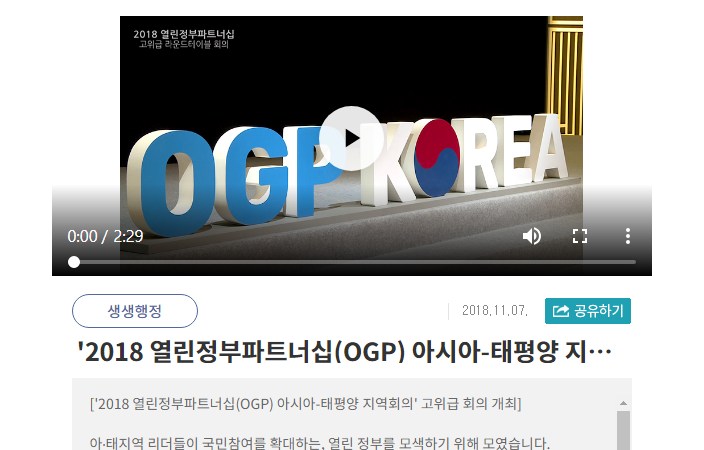 2018 열린정부파트너십
고위급 라운드테이블 회의
OGP KOREA
0:00 / 2:29
생생행정
2018.11.07.
공유하기
'2018 열린정부파트너십(OGP) 아시아-태평양 지…
['2018 열린정부파트너십(OGP) 아시아-태평양 지역회의' 고위급 회의 개최]
아·태지역 리더들이 국민참여를 확대하는, 열린 정부를 모색하기 위해 모였습니다.